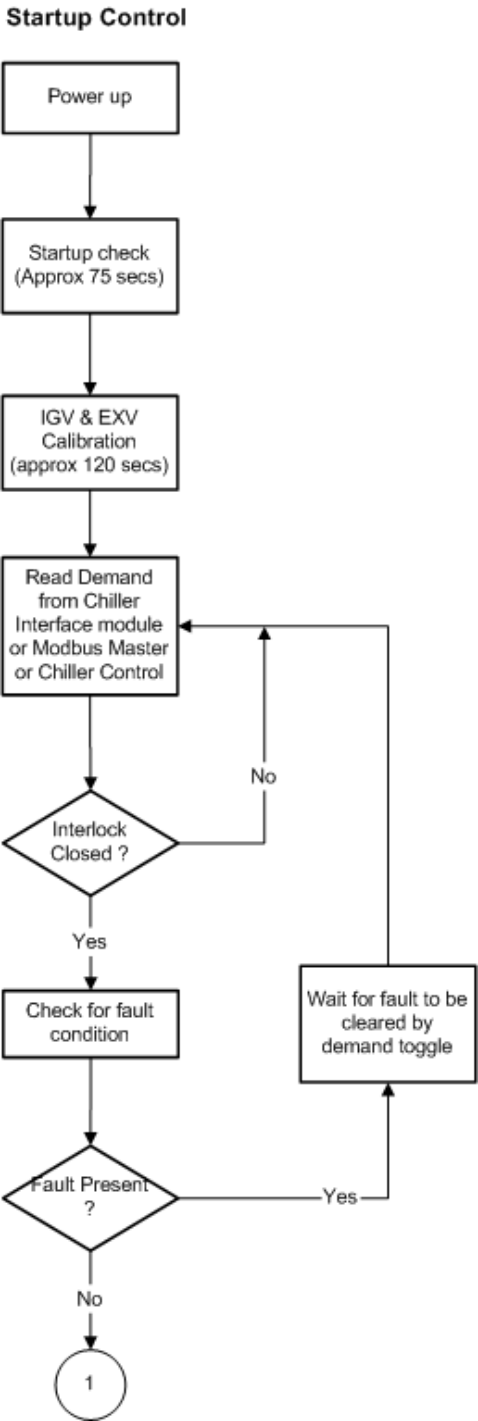 Startup Control
Power up
Startup check
(Approx 75 secs)
IGV & EXV
Calibration
(approx 120 secs)
Read Demand
from Chiller
Interface module
or Modbus Master
or Chiller Control
No
Interlock
Closed ?
Yes
Check for fault
condition
Wait for fault to be
cleared by
demand toggle
Fault Present
?
Yes
No
1